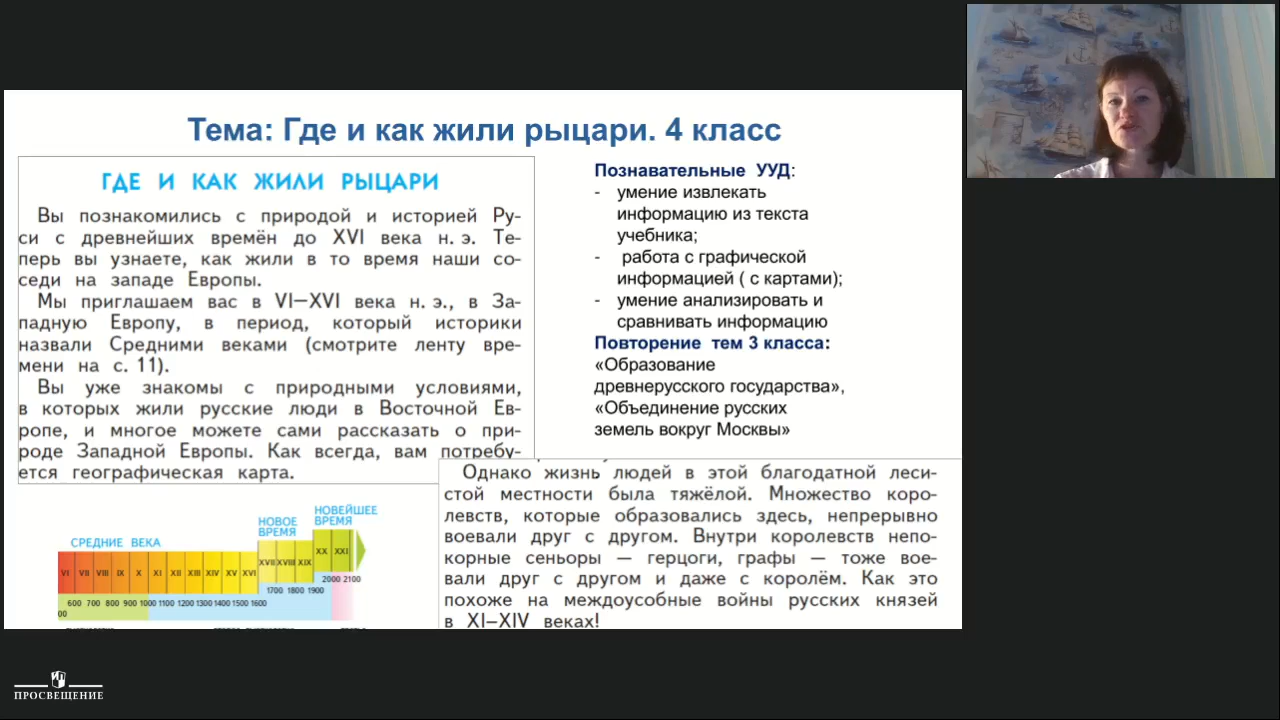 Тема: Где и как жили рыцари. 4 класс
ГДЕ И КАК ЖИЛИ РЫЦАРИ
Вы познакомились с природой и историей Ру-
си с древнейших времён до XVI века н. э. Те-
перь вы узнаете, как жили в то время наши со-
седи на западе Европы.
Мы приглашаем вас в VI—XVI века н. э., в За-
падную Европу, в период, который историки
назвали Средними веками (смотрите ленту вре-
мени на с. 11).
Вы уже знакомы с природными условиями,
в которых жили русские люди в Восточной Ев-
ропе, и многое можете сами рассказать о при-
роде Западной Европы. Как всегда, вам потребу-
ется географическая карта.
Познавательные УУД:
- умение извлекать
информацию из текста
учебника;
- работа с графической
информацией ( с картами);
- умение анализировать и
сравнивать информацию
Повторение тем 3 класса:
«Образование
древнерусского государства»,
«Объединение русских
земель вокруг Москвы»
Однако жизнь людей в этой благодатной леси-
стой местности была тяжёлой. Множество коро-
левств, которые образовались здесь, непрерывно
воевали друг с другом. Внутри королевств непо-
корные сеньоры — герцоги, графы — тоже вое-
вали друг с другом и даже с королём. Как это
похоже на междоусобные войны русских князей
в XI—XIV веках!
СРЕДНИЕ ВЕКА
НОВОЕ
ВРЕМЯ
НОВЕЙШЕЕ
ВРЕМЯ
VI VII VIII IX X XI XII XIII XIV XV XVI XVII XVIII XIX XX XXI
600 700 800 900 1000 1100 1200 1300 1400 1500 1600 1700 1800 1900 2000 2100
00
ПРОСВЕЩЕНИЕ